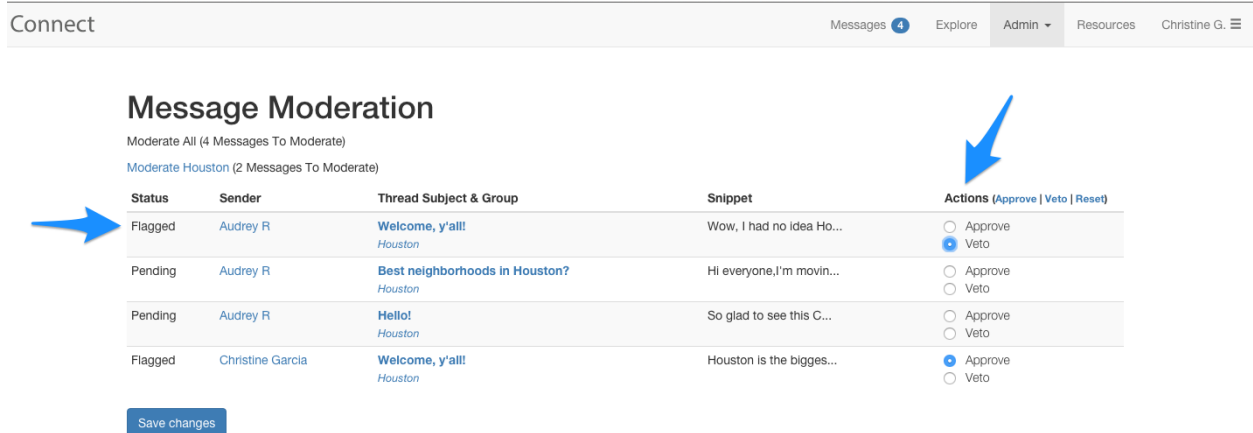 Connect
Messages 4 Explore Admin Resources Christine G.
Message Moderation
Moderate All (4 Messages To Moderate)
Moderate Houston (2 Messages To Moderate)
Status Sender Thread Subject & Group Snippet Actions (Approve | Veto | Reset)
Flagged Audrey R Welcome, y'all! Wow, I had no idea Ho... Approve
Houston Veto
Pending Audrey R Best neighborhoods in Houston? Hi everyone,I'm movin... Approve
Houston Veto
Pending Audrey R Hello! So glad to see this C... Approve
Houston Veto
Flagged Christine Garcia Welcome, y'all! Houston is the bigges... Approve
Houston Veto
Save changes